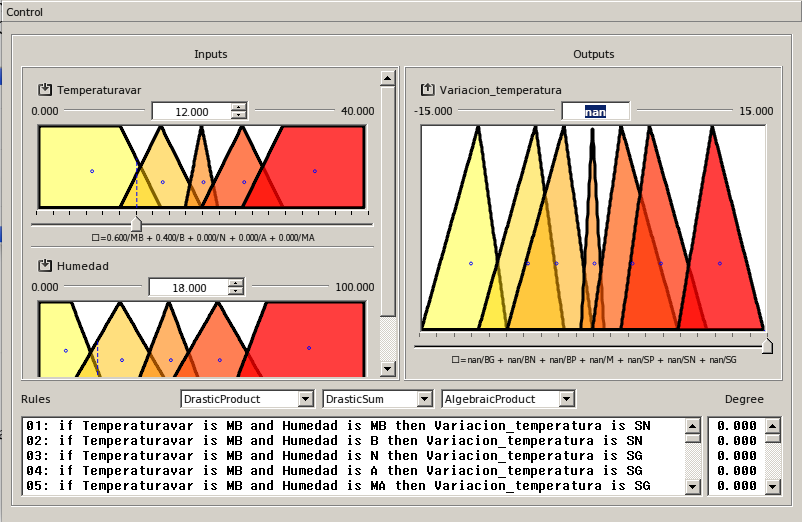 Control
Inputs
Outputs
Temperaturavar
0.000 12.000 40.000
□=0.600/MB + 0.400/B + 0.000/N + 0.000/A + 0.000/MA
Humedad
0.000 18.000 100.000
Variacion_temperatura
-15.000 nan 15.000
□=nan/BG + nan/BN + nan/BP + nan/M + nan/SP + nan/SN + nan/SG
Rules DrasticProduct DrasticSum AlgebraicProduct Degree
01: if Temperaturavar is MB and Humedad is MB then Variacion_temperatura is SN 0.000
02: if Temperaturavar is MB and Humedad is B then Variacion_temperatura is SN 0.000
03: if Temperaturavar is MB and Humedad is N then Variacion_temperatura is SG 0.000
04: if Temperaturavar is MB and Humedad is A then Variacion_temperatura is SG 0.000
05: if Temperaturavar is MB and Humedad is MA then Variacion_temperatura is SG 0.000